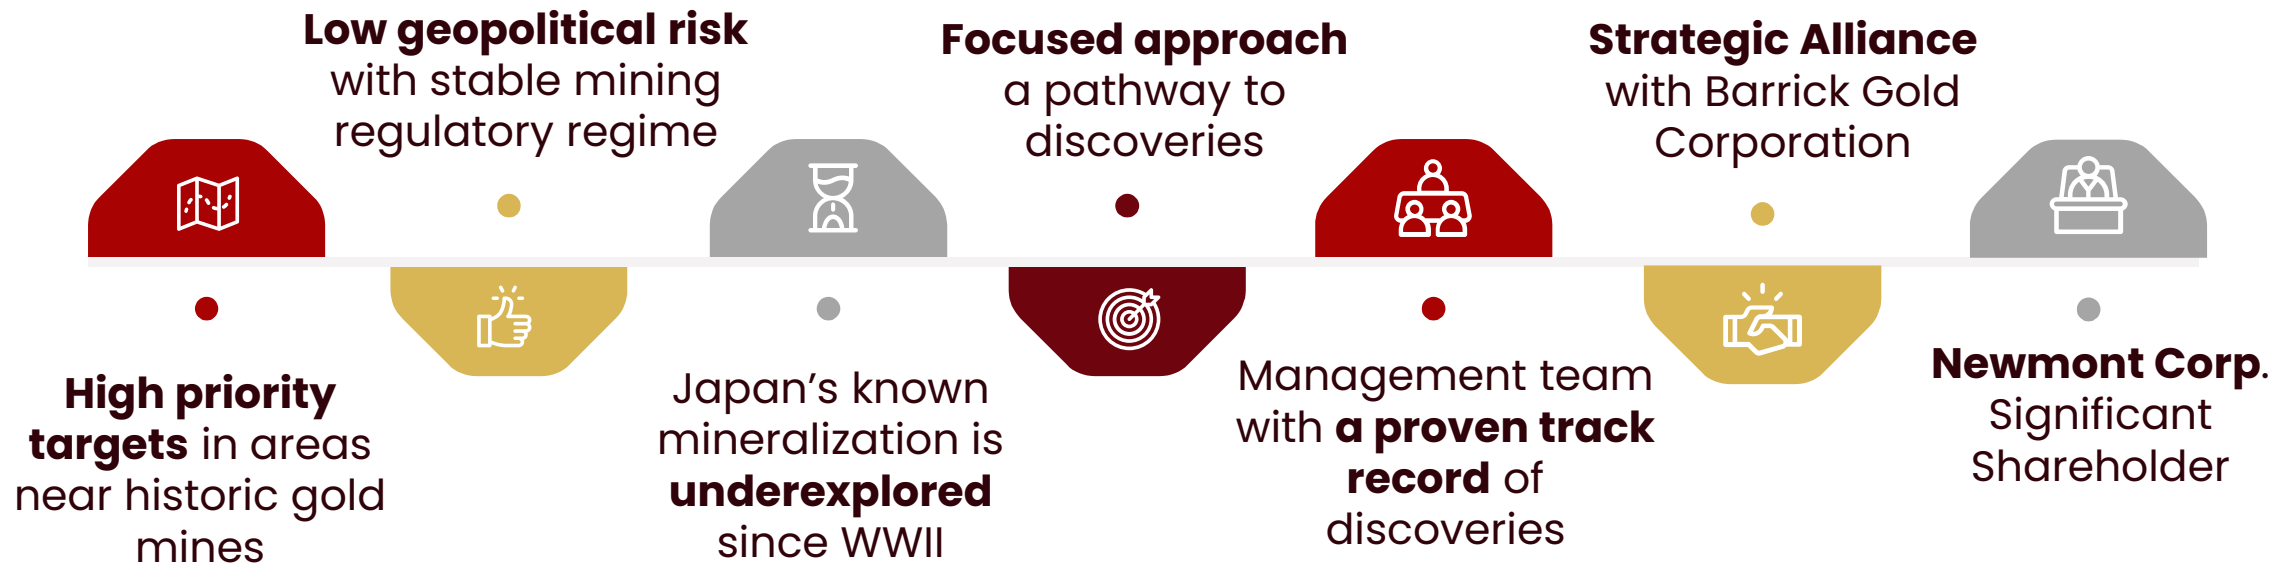 High priority
targets in areas
near historic gold
mines
Low geopolitical risk
with stable mining
regulatory regime
Japan’s known
mineralization is
underexplored
since WWII
Focused approach
a pathway to
discoveries
Management team
with a proven track
record of
discoveries
Strategic Alliance
with Barrick Gold
Corporation
Newmont Corp.
Significant
Shareholder